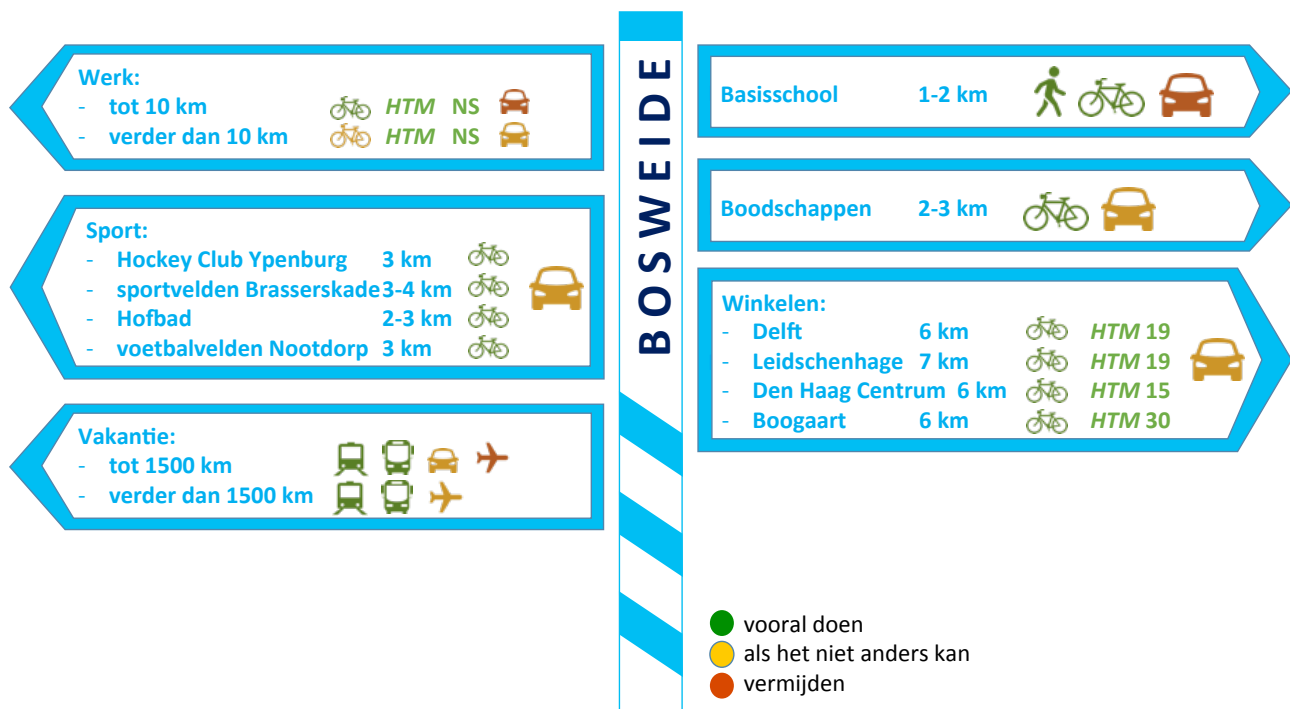 Werk:
- tot 10 km HTM NS
- verder dan 10 km HTM NS
Sport:
- Hockey Club Ypenburg 3 km
- sportvelden Brasserskade 3-4 km
- Hofbad 2-3 km
- voetbalvelden Nootdorp 3 km
Vakantie:
- tot 1500 km
- verder dan 1500 km
BOSWEIDE
Basisschool 1-2 km
Boodschappen 2-3 km
Winkelen:
- Delft 6 km HTM 19
- Leidschenhage 7 km HTM 19
- Den Haag Centrum 6 km HTM 15
- Boogaart 6 km HTM 30
vooral doen
als het niet anders kan
vermijden